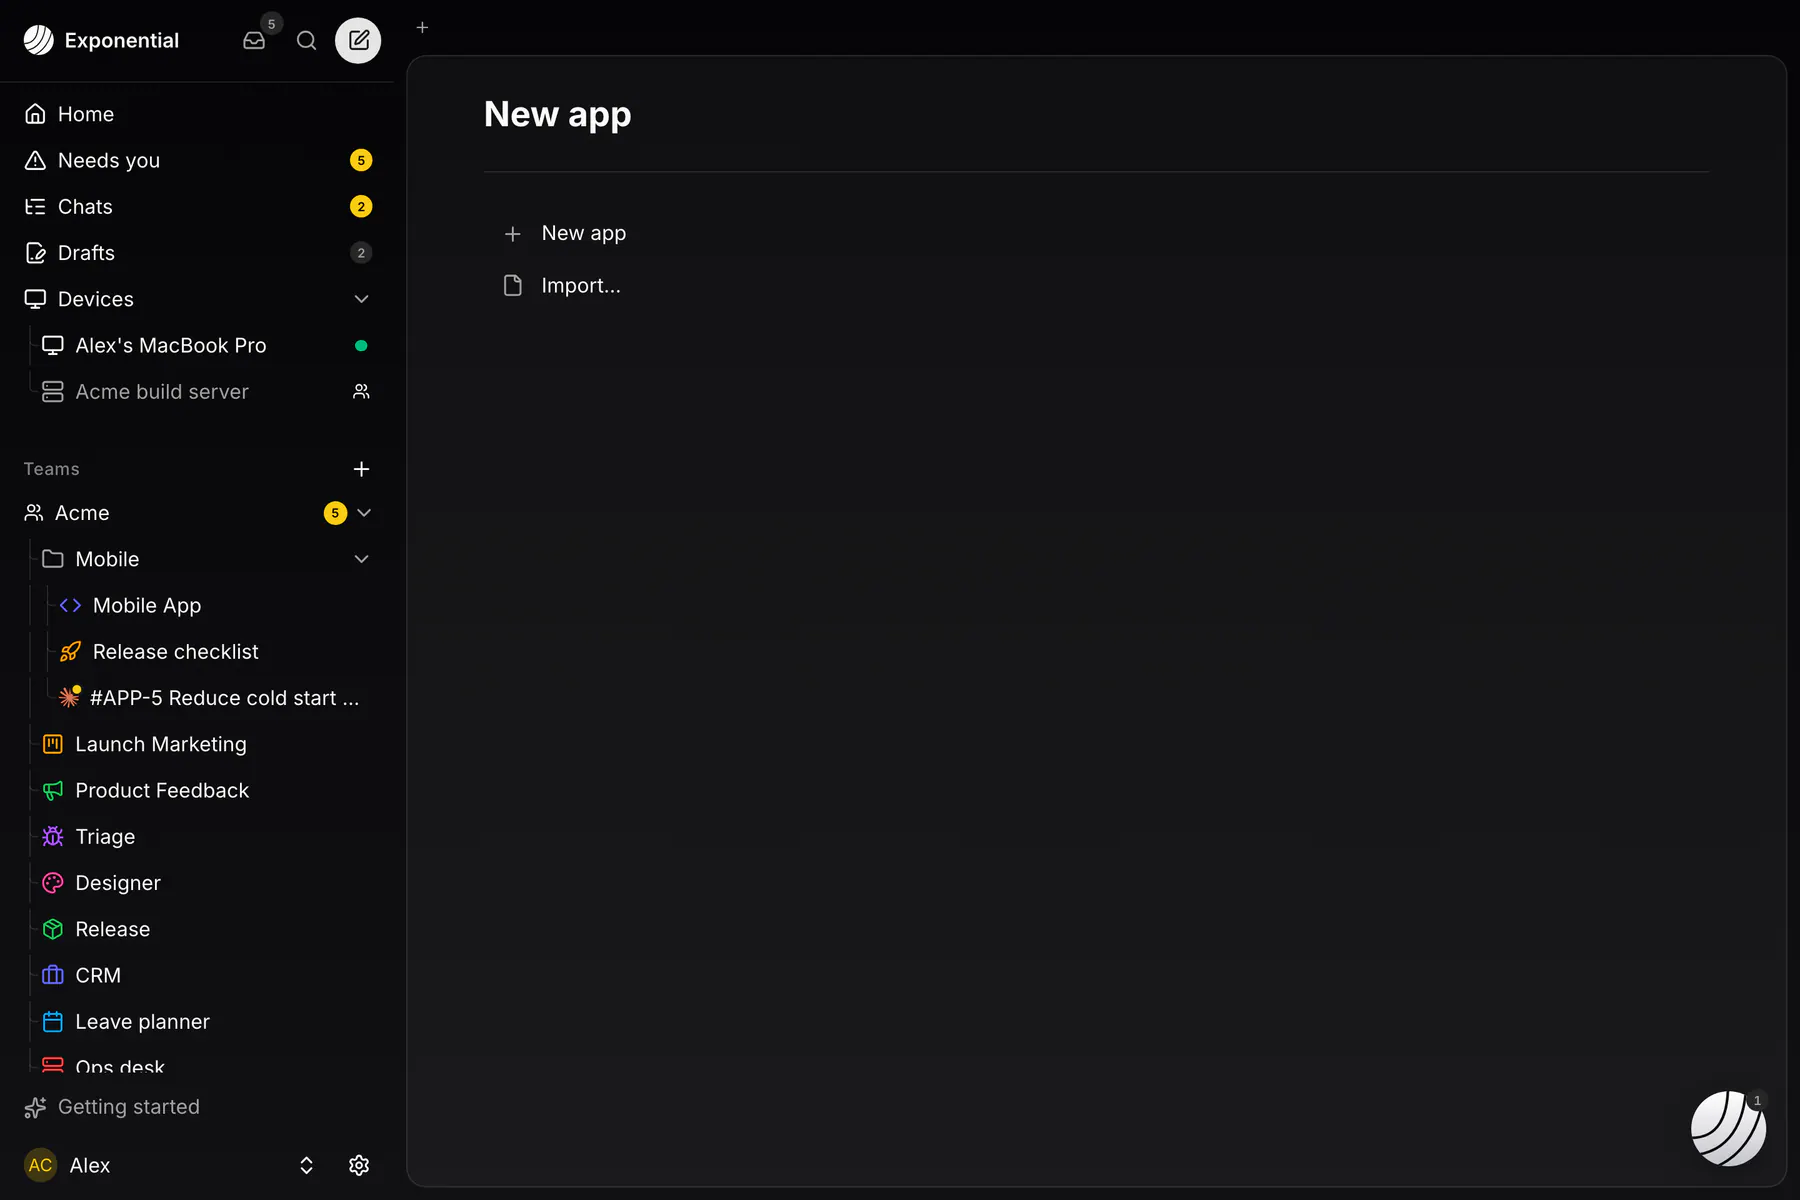 Exponential
5
Home
Needs you
5
Chats
2
Drafts
2
Devices
Alex's MacBook Pro
Acme build server
Teams
Acme
5
Mobile
Mobile App
Release checklist
#APP-5 Reduce cold start ...
Launch Marketing
Product Feedback
Triage
Designer
Release
CRM
Leave planner
Ops desk
Getting started
AC
Alex
New app
New app
Import...
1